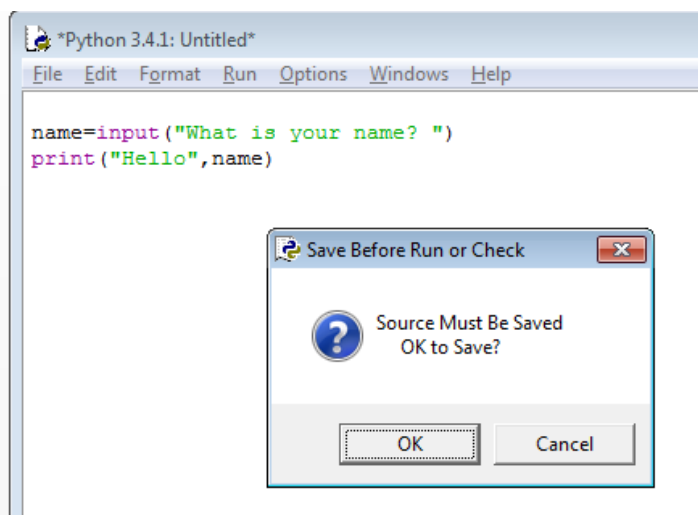 *Python 3.4.1: Untitled*
File Edit Format Run Options Windows Help
name=input("What is your name? ")
print("Hello",name)
Save Before Run or Check
Source Must Be Saved
OK to Save?
OK Cancel